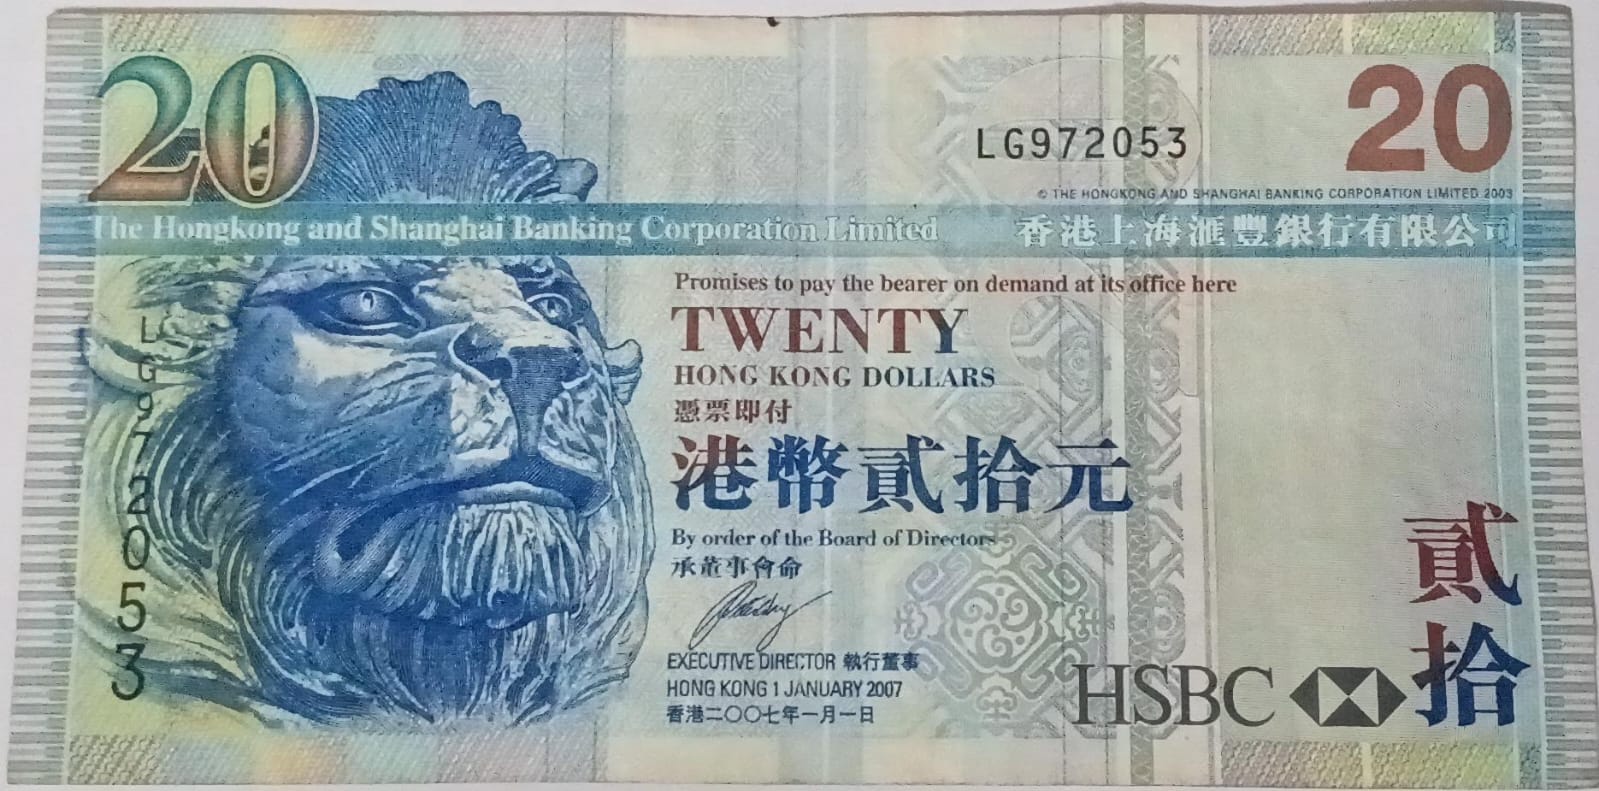 20
20
LG972053
© THE HONGKONG AND SHANGHAI BANKING CORPORATION LIMITED 2003
The Hongkong and Shanghai Banking Corporation Limited 香港上海滙豐銀行有限公司
Promises to pay the bearer on demand at its office here
TWENTY
HONG KONG DOLLARS
憑票即付
港幣貳拾元
By order of the Board of Directors
承董事會命
EXECUTIVE DIRECTOR 執行董事
HONG KONG 1 JANUARY 2007
香港二〇〇七年一月一日
LG972053
HSBC
貳拾